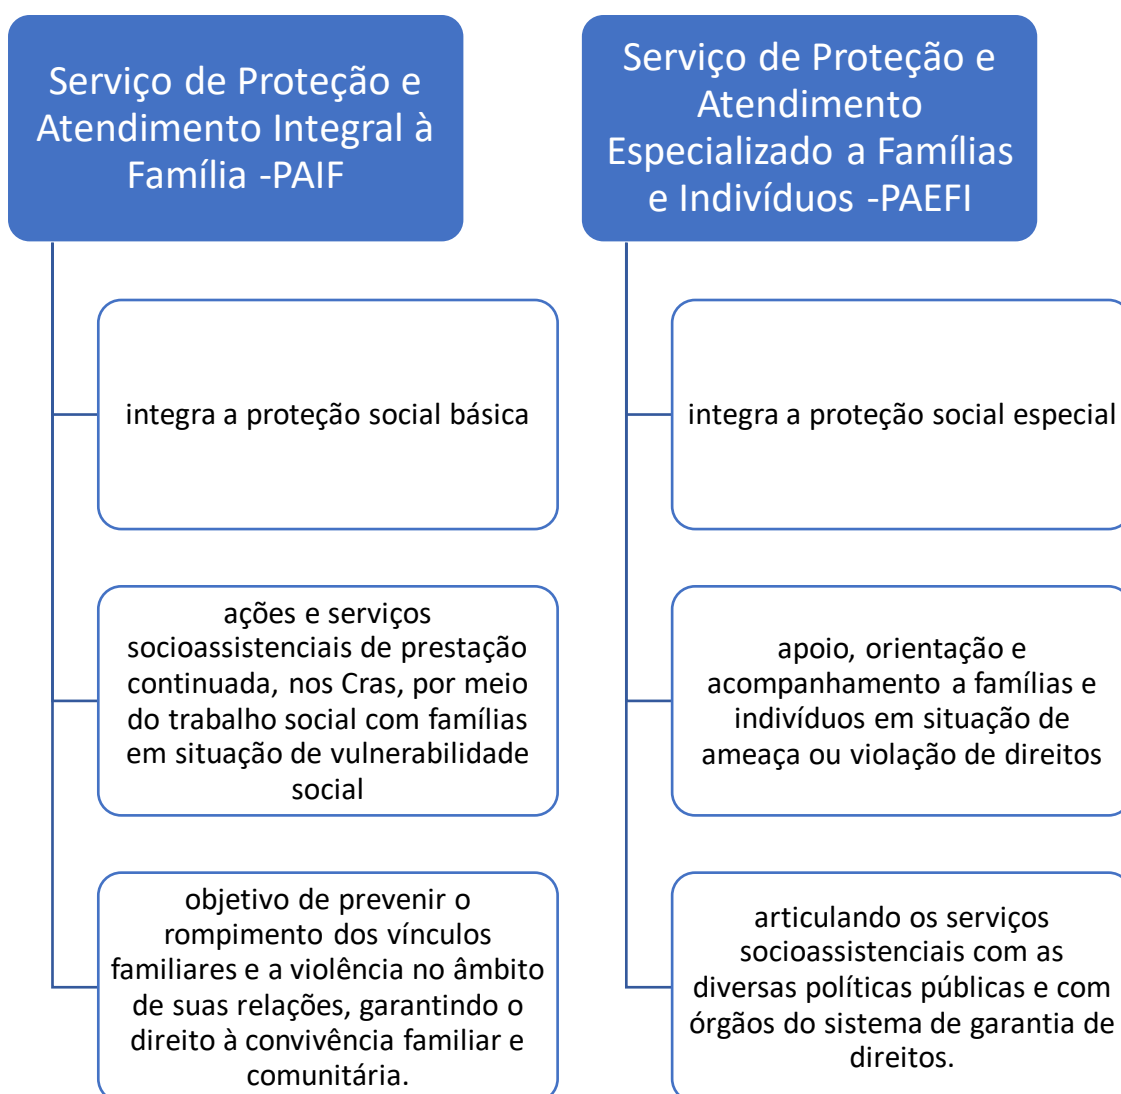 Serviço de Proteção e
Atendimento Integral à
Família -PAIF
integra a proteção social básica
ações e serviços
socioassistenciais de prestação
continuada, nos Cras, por meio
do trabalho social com famílias
em situação de vulnerabilidade
social
objetivo de prevenir o
rompimento dos vínculos
familiares e a violência no âmbito
de suas relações, garantindo o
direito à convivência familiar e
comunitária.
Serviço de Proteção e
Atendimento
Especializado a Famílias
e Indivíduos -PAEFI
integra a proteção social especial
apoio, orientação e
acompanhamento a famílias e
indivíduos em situação de
ameaça ou violação de direitos
articulando os serviços
socioassistenciais com as
diversas políticas públicas e com
órgãos do sistema de garantia de
direitos.